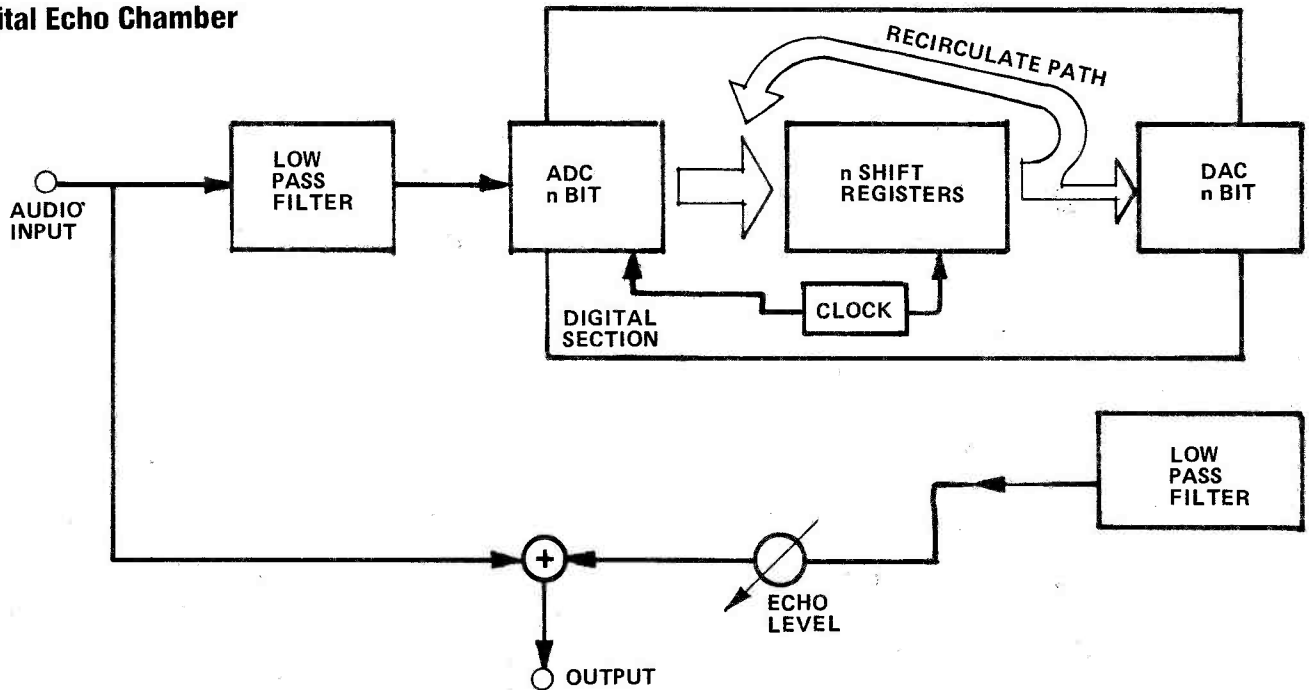 ital Echo Chamber
RECIRCULATE PATH
LOW
PASS
FILTER
ADC
n BIT
n SHIFT
REGISTERS
DAC
n BIT
AUDIO
INPUT
CLOCK
DIGITAL
SECTION
LOW
PASS
FILTER
+
ECHO
LEVEL
OUTPUT